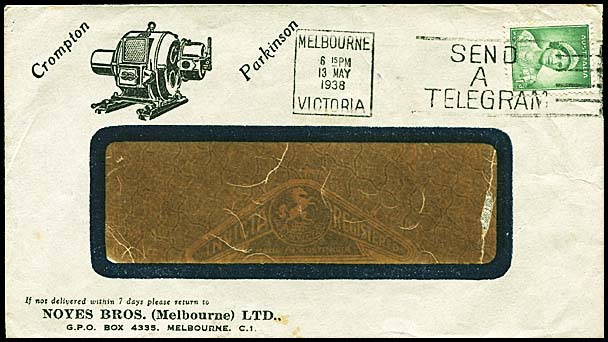 Crompton Parkinson
MELBOURNE
6 15PM
13 MAY
1938
VICTORIA
SEND
A
TELEGRAM
AUSTRALIA
REGISTERED
If not delivered within 7 days please return to
NOYES BROS. (Melbourne) LTD.,
G.P.O. BOX 4335. MELBOURNE. C.1.